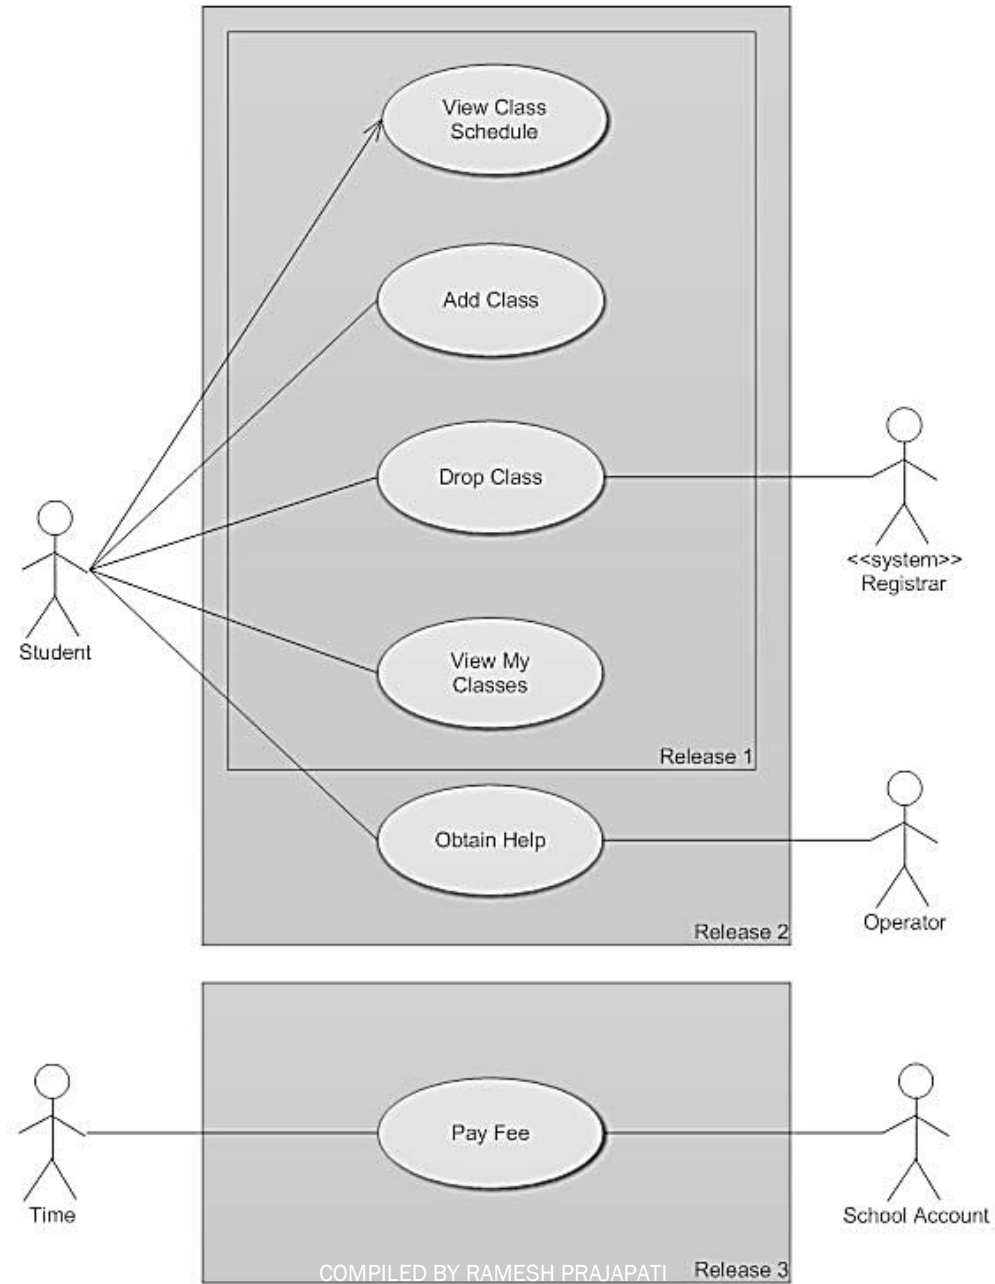 View Class
Schedule
Add Class
Drop Class
<<system>>
Registrar
Student
View My
Classes
Release 1
Obtain Help
Operator
Release 2
Pay Fee
Time
School Account
Release 3
COMPILED BY RAMESH PRAJAPATI